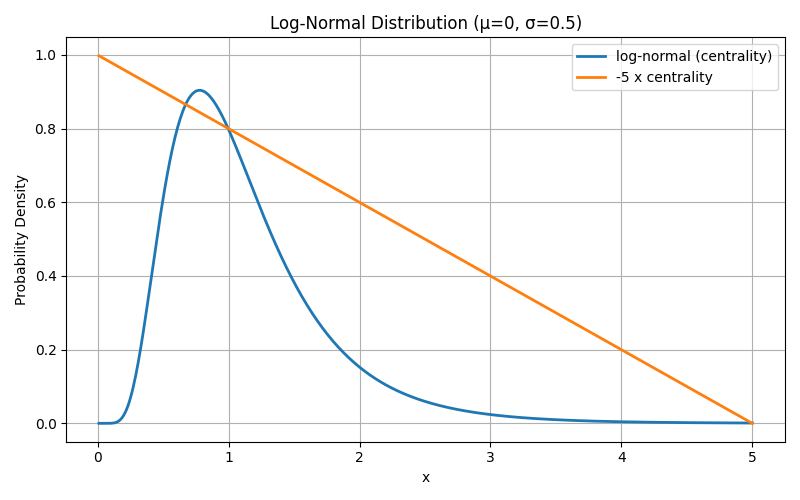 Log-Normal Distribution (μ=0, σ=0.5)
log-normal (centrality)
-5 x centrality
Probability Density
1.0
0.8
0.6
0.4
0.2
0.0
0 1 2 3 4 5
x